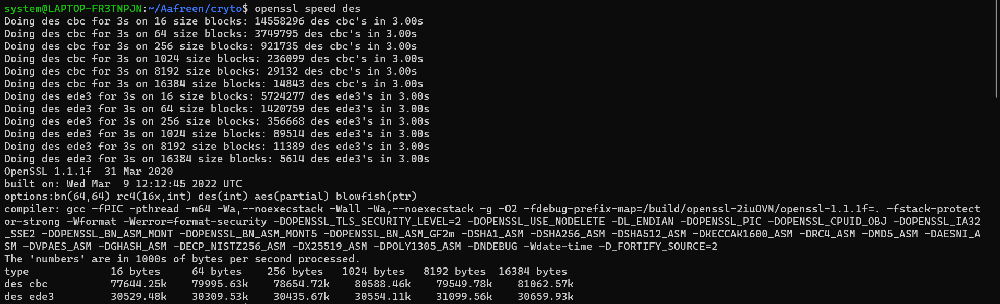 system@LAPTOP-FR3TNPJN:~/Aafreen/cryto$ openssl speed des
Doing des cbc for 3s on 16 size blocks: 14558296 des cbc's in 3.00s
Doing des cbc for 3s on 64 size blocks: 3749795 des cbc's in 3.00s
Doing des cbc for 3s on 256 size blocks: 921735 des cbc's in 3.00s
Doing des cbc for 3s on 1024 size blocks: 236099 des cbc's in 3.00s
Doing des cbc for 3s on 8192 size blocks: 29132 des cbc's in 3.00s
Doing des cbc for 3s on 16384 size blocks: 14843 des cbc's in 3.00s
Doing des ede3 for 3s on 16 size blocks: 5724277 des ede3's in 3.00s
Doing des ede3 for 3s on 64 size blocks: 1420759 des ede3's in 3.00s
Doing des ede3 for 3s on 256 size blocks: 356668 des ede3's in 3.00s
Doing des ede3 for 3s on 1024 size blocks: 89514 des ede3's in 3.00s
Doing des ede3 for 3s on 8192 size blocks: 11389 des ede3's in 3.00s
Doing des ede3 for 3s on 16384 size blocks: 5614 des ede3's in 3.00s
OpenSSL 1.1.1f  31 Mar 2020
built on: Wed Mar  9 12:12:45 2022 UTC
options:bn(64,64) rc4(16x,int) des(int) aes(partial) blowfish(ptr)
compiler: gcc -fPIC -pthread -m64 -Wa,--noexecstack -Wall -Wa,--noexecstack -g -O2 -fdebug-prefix-map=/build/openssl-2iuOVN/openssl-1.1.1f=. -fstack-protect
or-strong -Wformat -Werror=format-security -DOPENSSL_TLS_SECURITY_LEVEL=2 -DOPENSSL_USE_NODELETE -DL_ENDIAN -DOPENSSL_PIC -DOPENSSL_CPUID_OBJ -DOPENSSL_IA32
_SSE2 -DOPENSSL_BN_ASM_MONT -DOPENSSL_BN_ASM_MONT5 -DOPENSSL_BN_ASM_GF2m -DSHA1_ASM -DSHA256_ASM -DSHA512_ASM -DKECCAK1600_ASM -DRC4_ASM -DMD5_ASM -DAESNI_A
SM -DVPAES_ASM -DGHASH_ASM -DECP_NISTZ256_ASM -DX25519_ASM -DPOLY1305_ASM -DNDEBUG -Wdate-time -D_FORTIFY_SOURCE=2
The 'numbers' are in 1000s of bytes per second processed.
type             16 bytes     64 bytes    256 bytes   1024 bytes   8192 bytes  16384 bytes
des cbc          77644.25k    79995.63k    78654.72k    80588.46k    79549.78k    81062.57k
des ede3         30529.48k    30309.53k    30435.67k    30554.11k    31099.56k    30659.93k